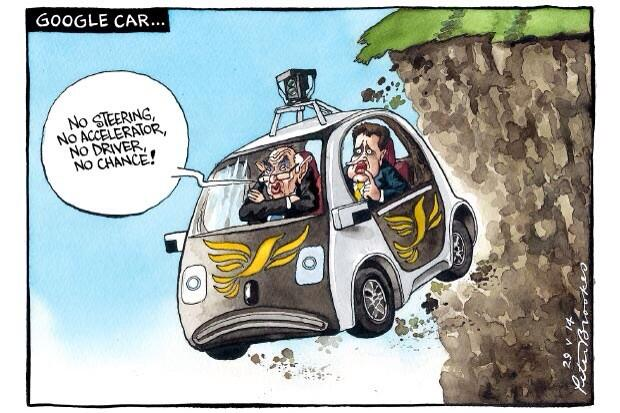 GOOGLE CAR...
NO STEERING,
NO ACCELERATOR,
NO DRIVER,
NO CHANCE!
29 V 14
Peter Brookes